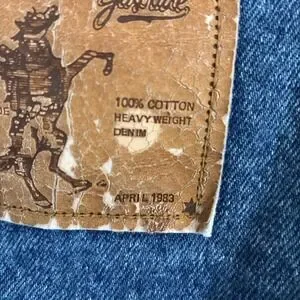 100% COTTON
HEAVY WEIGHT
DENIM
APRIL 1983